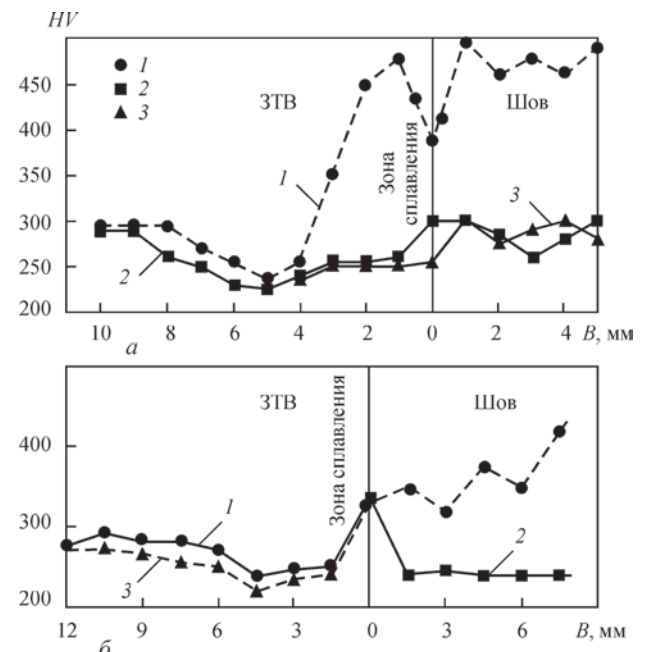 HV
450
400
350
300
250
200
1
2
3
ЗТВ
Зона сплавления
Шов
1
2
3
10 8 6 4 2 0 2 4 B, мм
а
400
300
200
ЗТВ
Зона сплавления
Шов
1
3
2
12 9 6 3 0 3 6 B, мм
б